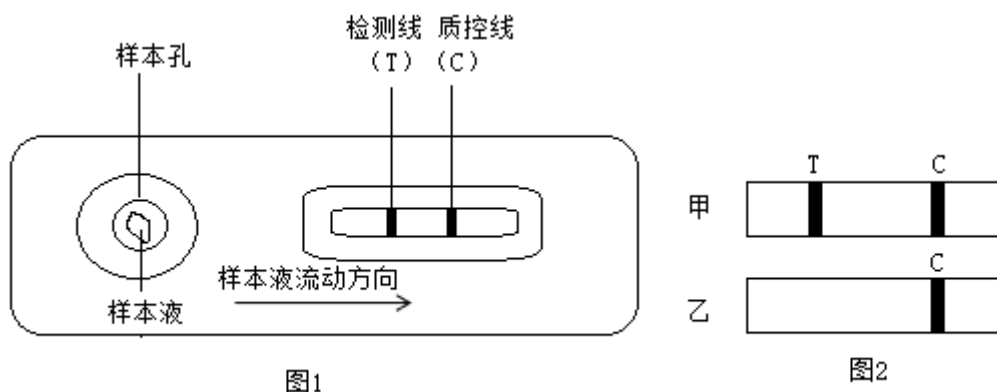 检测线 质控线
(T) (C)
样本孔
样本液流动方向
样本液
图1
T C
甲
C
乙
图2